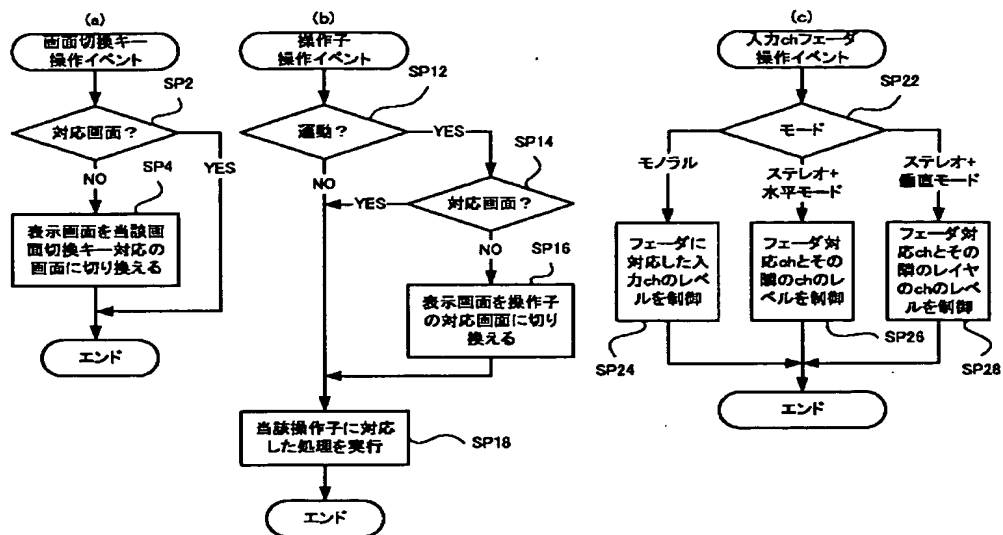 (a)
画面切換キー
操作イベント
SP2
対応画面?
YES
SP4
NO
表示画面を当該画
面切換キー対応の
画面に切り換える
エンド
(b)
操作子
操作イベント
SP12
運動?
YES
NO
SP14
対応画面?
YES
NO
SP16
表示画面を操作子
の対応画面に切り
換える
当該操作子に対応
した処理を実行
SP18
エンド
(c)
入力chフェーダ
操作イベント
SP22
モード
モノラル
ステレオ+
水平モード
ステレオ+
垂直モード
フェーダに
対応した入
力chのレベ
ルを制御
SP24
フェーダ対
応chとその
隣のchのレ
ベルを制御
SP26
フェーダ対
応chとその
隣のレイヤ
のchのレベ
ルを制御
SP28
エンド